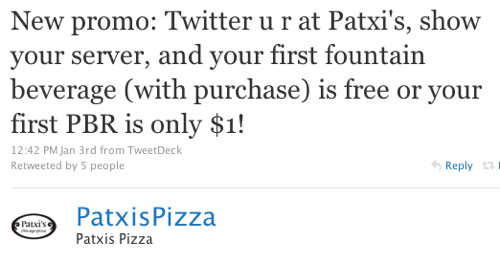 New promo: Twitter u r at Patxi's, show
your server, and your first fountain
beverage (with purchase) is free or your
first PBR is only $1!
12:42 PM Jan 3rd from TweetDeck
Retweeted by 5 people
Reply
Patxi's
chicago pizza
PatxisPizza
Patxis Pizza